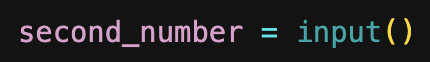 second_number = input()